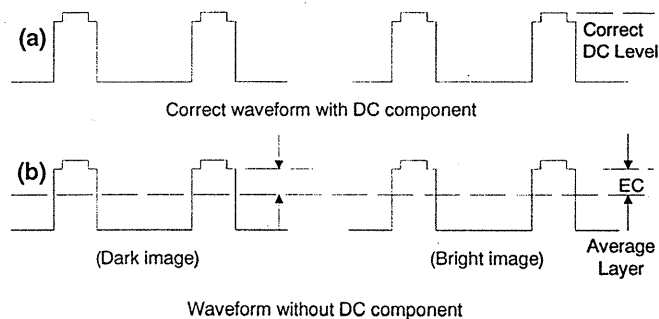 (a)
Correct
DC Level
Correct waveform with DC component
(b)
EC
(Dark image)
(Bright image)
Average
Layer
Waveform without DC component